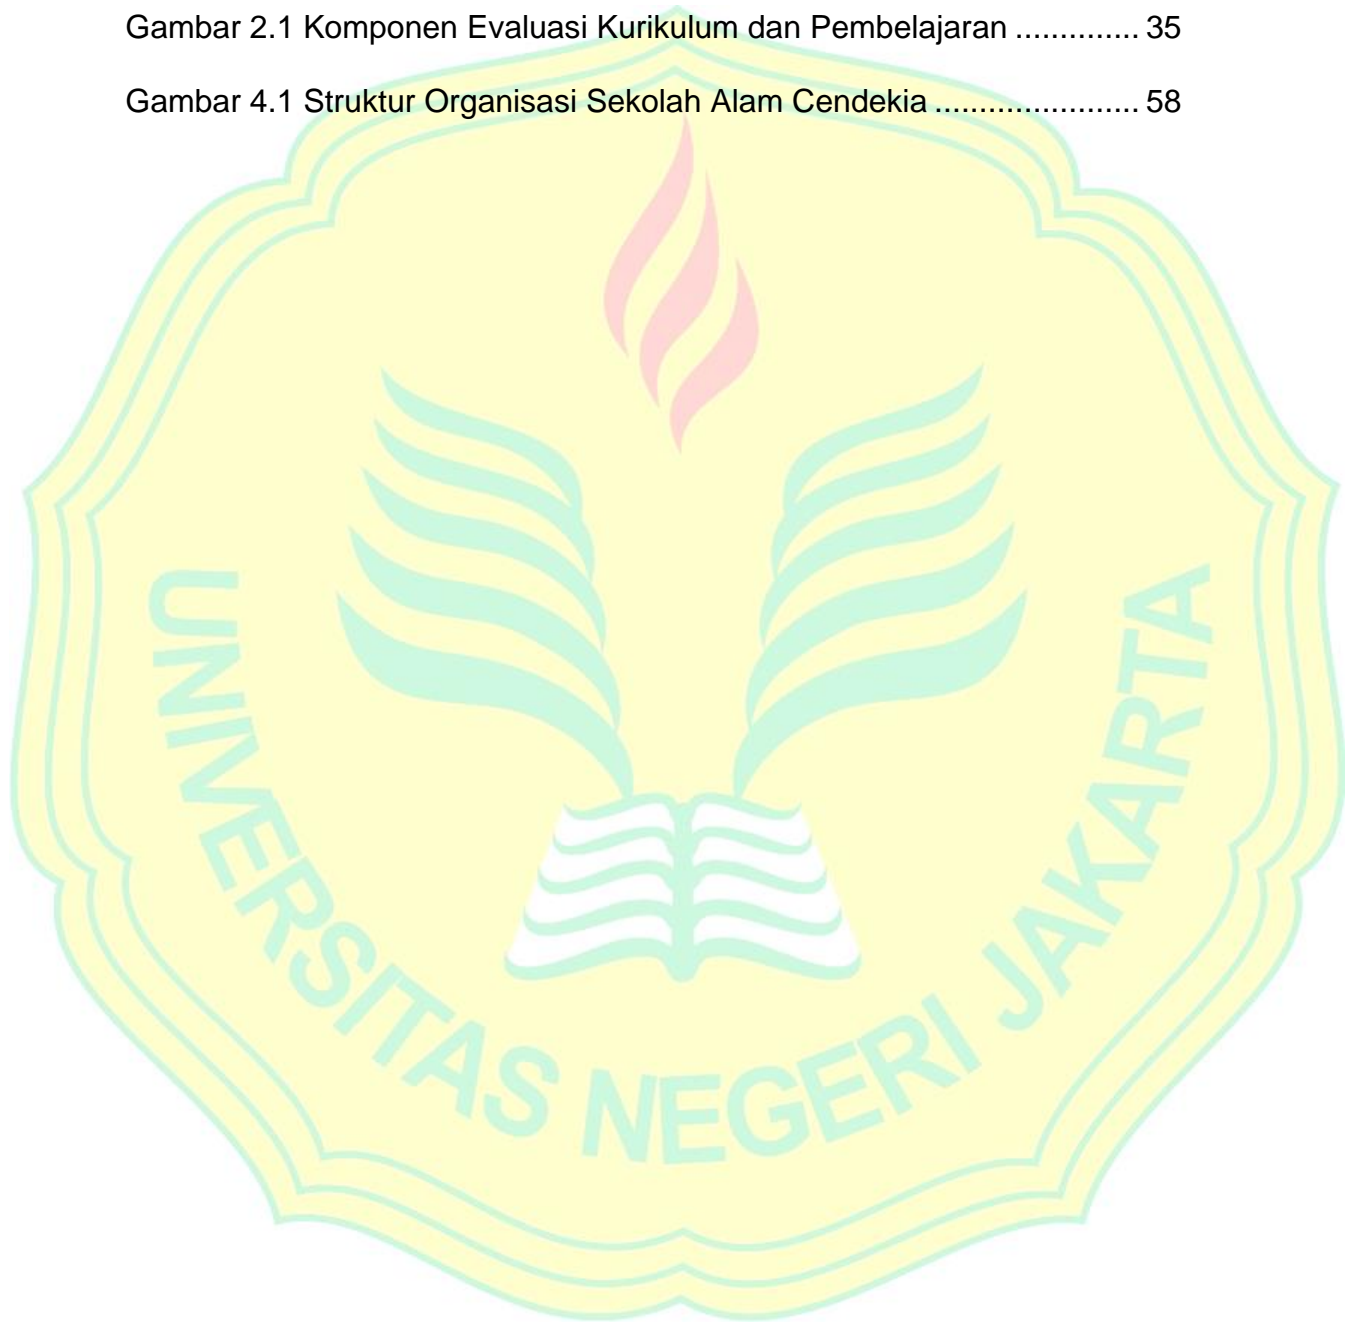 Gambar 2.1 Komponen Evaluasi Kurikulum dan Pembelajaran .............. 35
Gambar 4.1 Struktur Organisasi Sekolah Alam Cendekia ....................... 58
UNIVERSITAS NEGERI JAKARTA